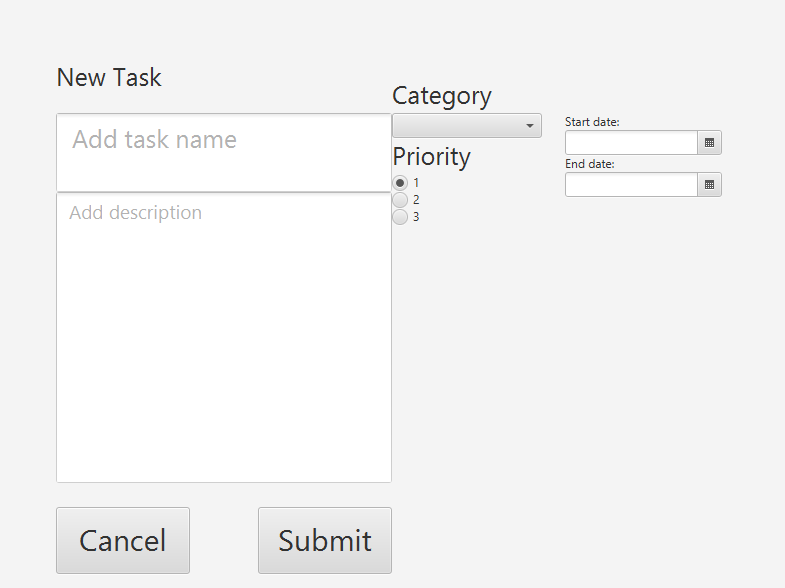 New Task
Add task name
Add description
Cancel
Submit
Category
Priority
1
2
3
Start date:
End date: